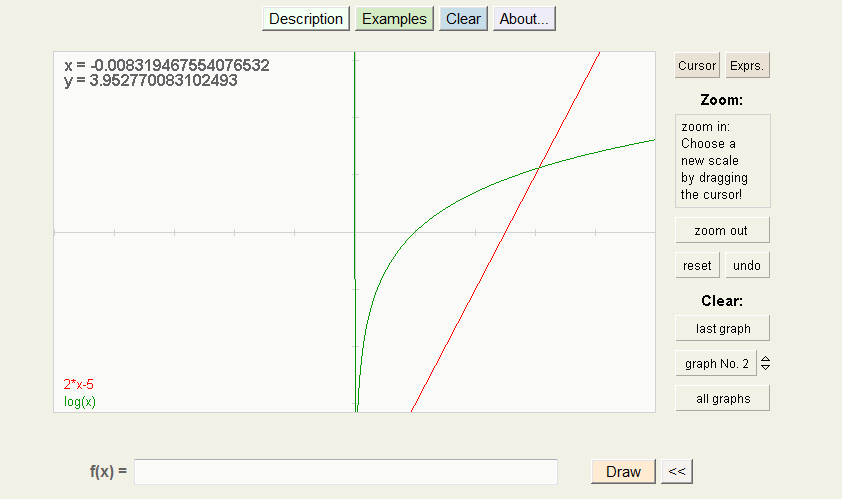 Description Examples Clear About...
x = -0.008319467554076532
y = 3.952770083102493
Cursor Exprs.
Zoom:
zoom in:
Choose a
new scale
by dragging
the cursor!
zoom out
reset undo
Clear:
last graph
graph No. 2
all graphs
2*x-5
log(x)
f(x) = Draw <<